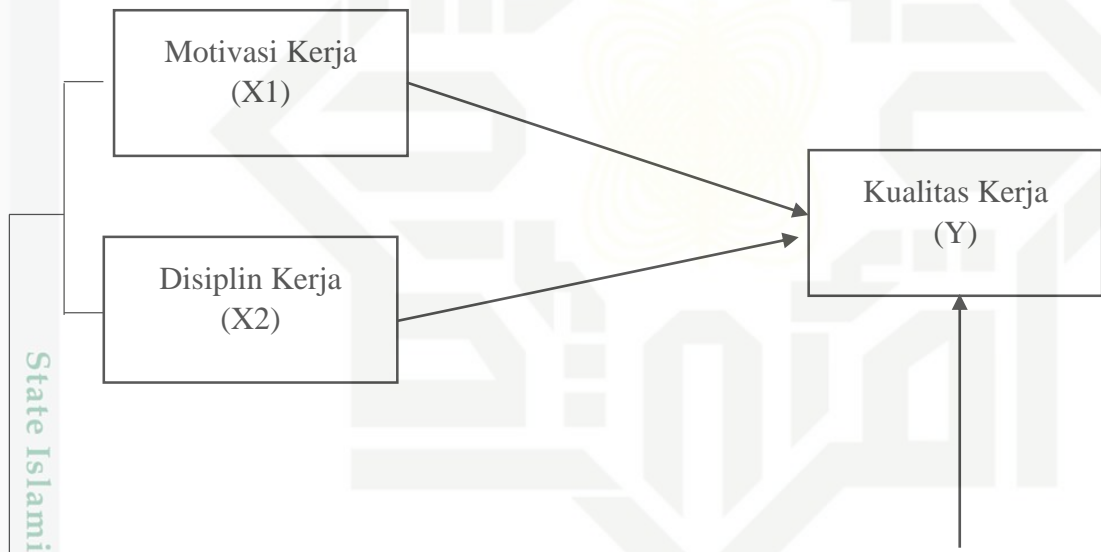 Motivasi Kerja
(X1)
Kualitas Kerja
(Y)
Disiplin Kerja
(X2)
State Islami